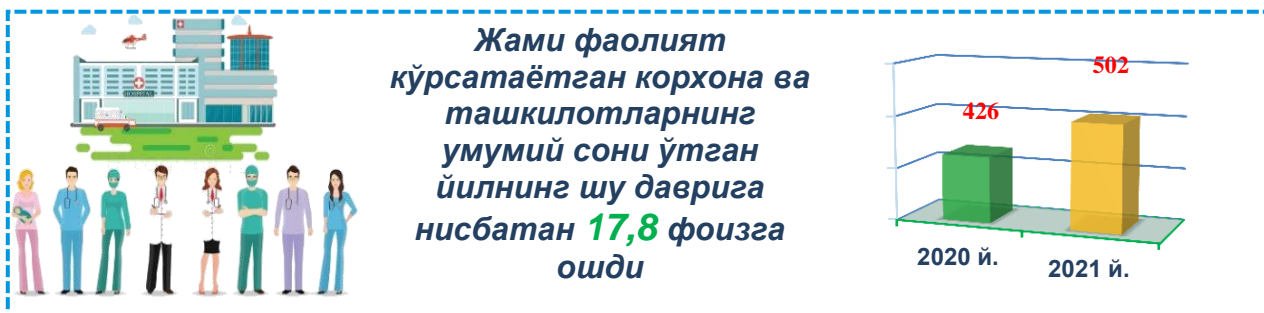 HOSPITAL
Жами фаолият
кўрсатаётган корхона ва
ташкилотларнинг
умумий сони ўтган
йилнинг шу даврига
нисбатан 17,8 фоизга
ошди
502
426
2020 й.
2021 й.